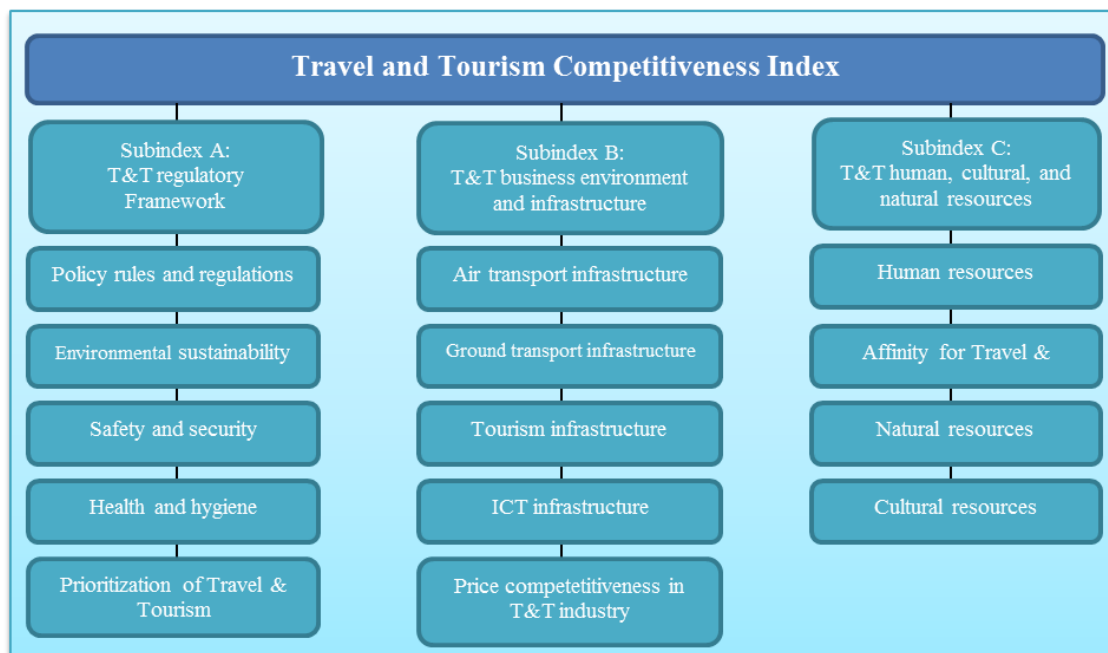 Travel and Tourism Competitiveness Index
Subindex A:
T&T regulatory
Framework
Policy rules and regulations
Environmental sustainability
Safety and security
Health and hygiene
Prioritization of Travel &
Tourism
Subindex B:
T&T business environment
and infrastructure
Air transport infrastructure
Ground transport infrastructure
Tourism infrastructure
ICT infrastructure
Price competetitiveness in
T&T industry
Subindex C:
T&T human, cultural, and
natural resources
Human resources
Affinity for Travel &
Natural resources
Cultural resources